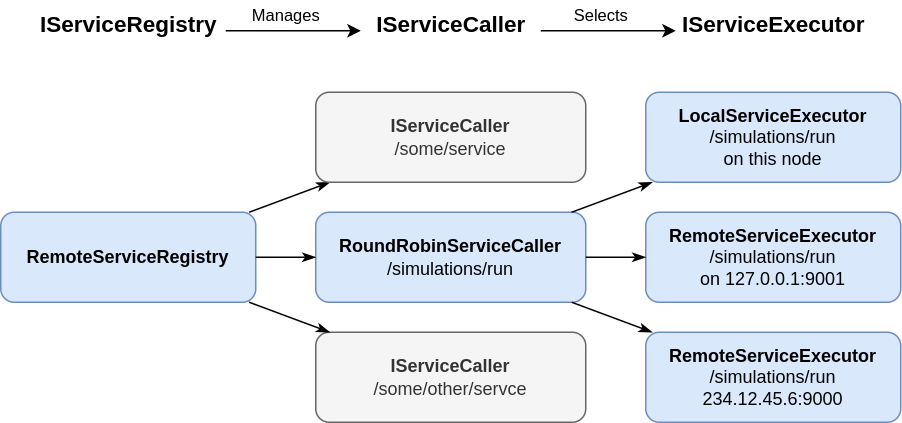 IServiceRegistry
Manages
IServiceCaller
Selects
IServiceExecutor
IServiceCaller
/some/service
LocalServiceExecutor
/simulations/run
on this node
RemoteServiceRegistry
RoundRobinServiceCaller
/simulations/run
RemoteServiceExecutor
/simulations/run
on 127.0.0.1:9001
IServiceCaller
/some/other/servce
RemoteServiceExecutor
/simulations/run
234.12.45.6:9000